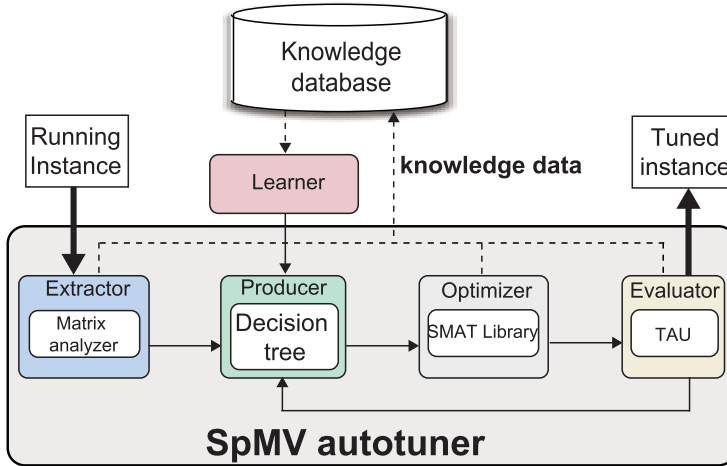 Knowledge
database
Running
Instance
Tuned
instance
Learner
knowledge data
Extractor
Matrix
analyzer
Producer
Decision
tree
Optimizer
SMAT Library
Evaluator
TAU
SpMV autotuner